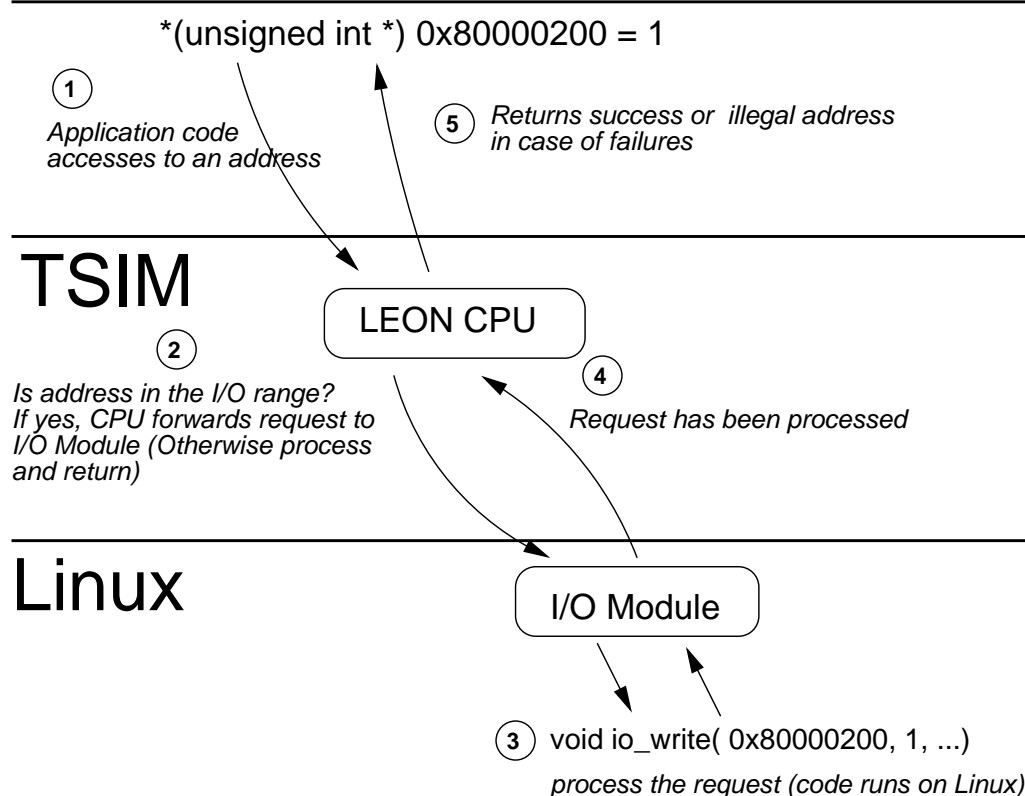 *(unsigned int *) 0x80000200 = 1
1
Application code
accesses to an address
5
Returns success or illegal address
in case of failures
TSIM
LEON CPU
2
Is address in the I/O range?
If yes, CPU forwards request to
I/O Module (Otherwise process
and return)
4
Request has been processed
Linux
I/O Module
3
void io_write( 0x80000200, 1, ...)
process the request (code runs on Linux)